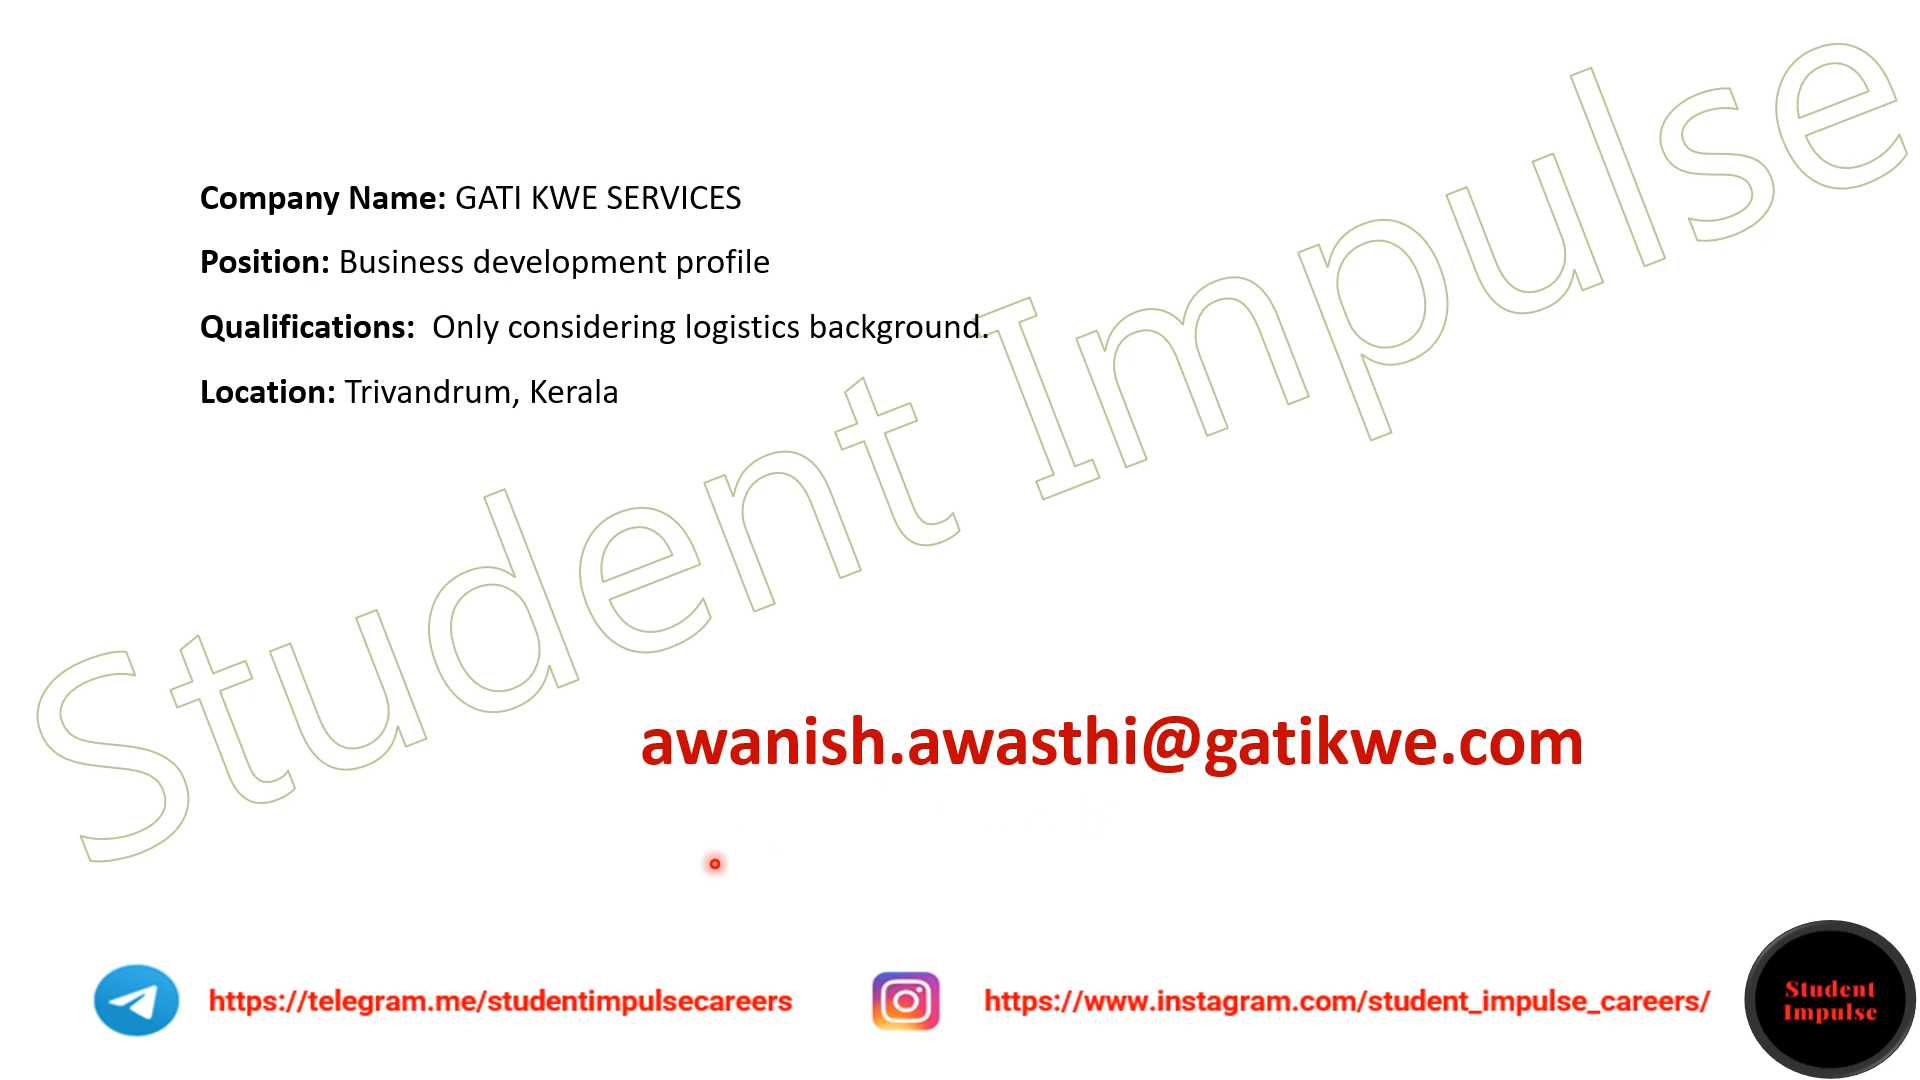 Student Impulse
Company Name: GATI KWE SERVICES
Position: Business development profile
Qualifications:  Only considering logistics background.
Location: Trivandrum, Kerala
awanish.awasthi@gatikwe.com
https://telegram.me/studentimpulsecareers
https://www.instagram.com/student_impulse_careers/
Student
Impulse